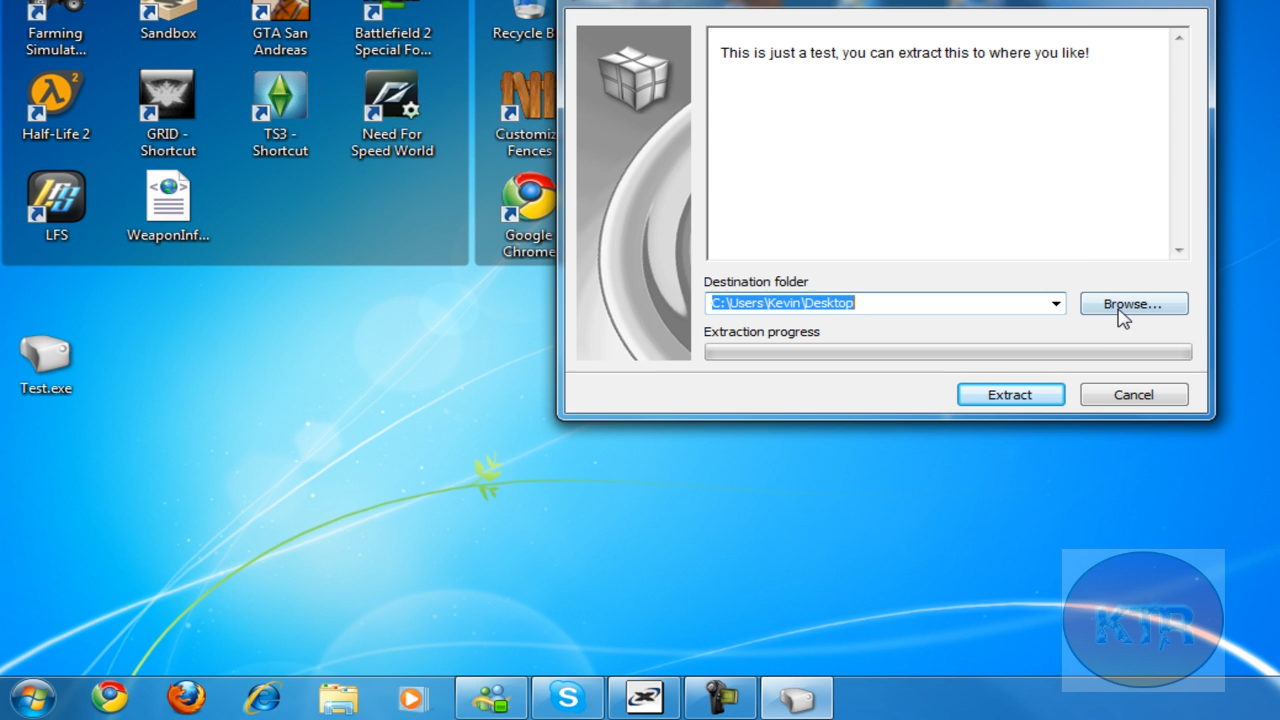 Farming
Simulat...
Sandbox
GTA San
Andreas
Battlefield 2
Special Fo...
Recycle B
Half-Life 2
GRID -
Shortcut
TS3 -
Shortcut
Need For
Speed World
Customiz
Fences
LFS
WeaponInf...
Google
Chrome
Test.exe
This is just a test, you can extract this to where you like!
Destination folder
C:\Users\Kevin\Desktop
Browse...
Extraction progress
Extract
Cancel
KTR